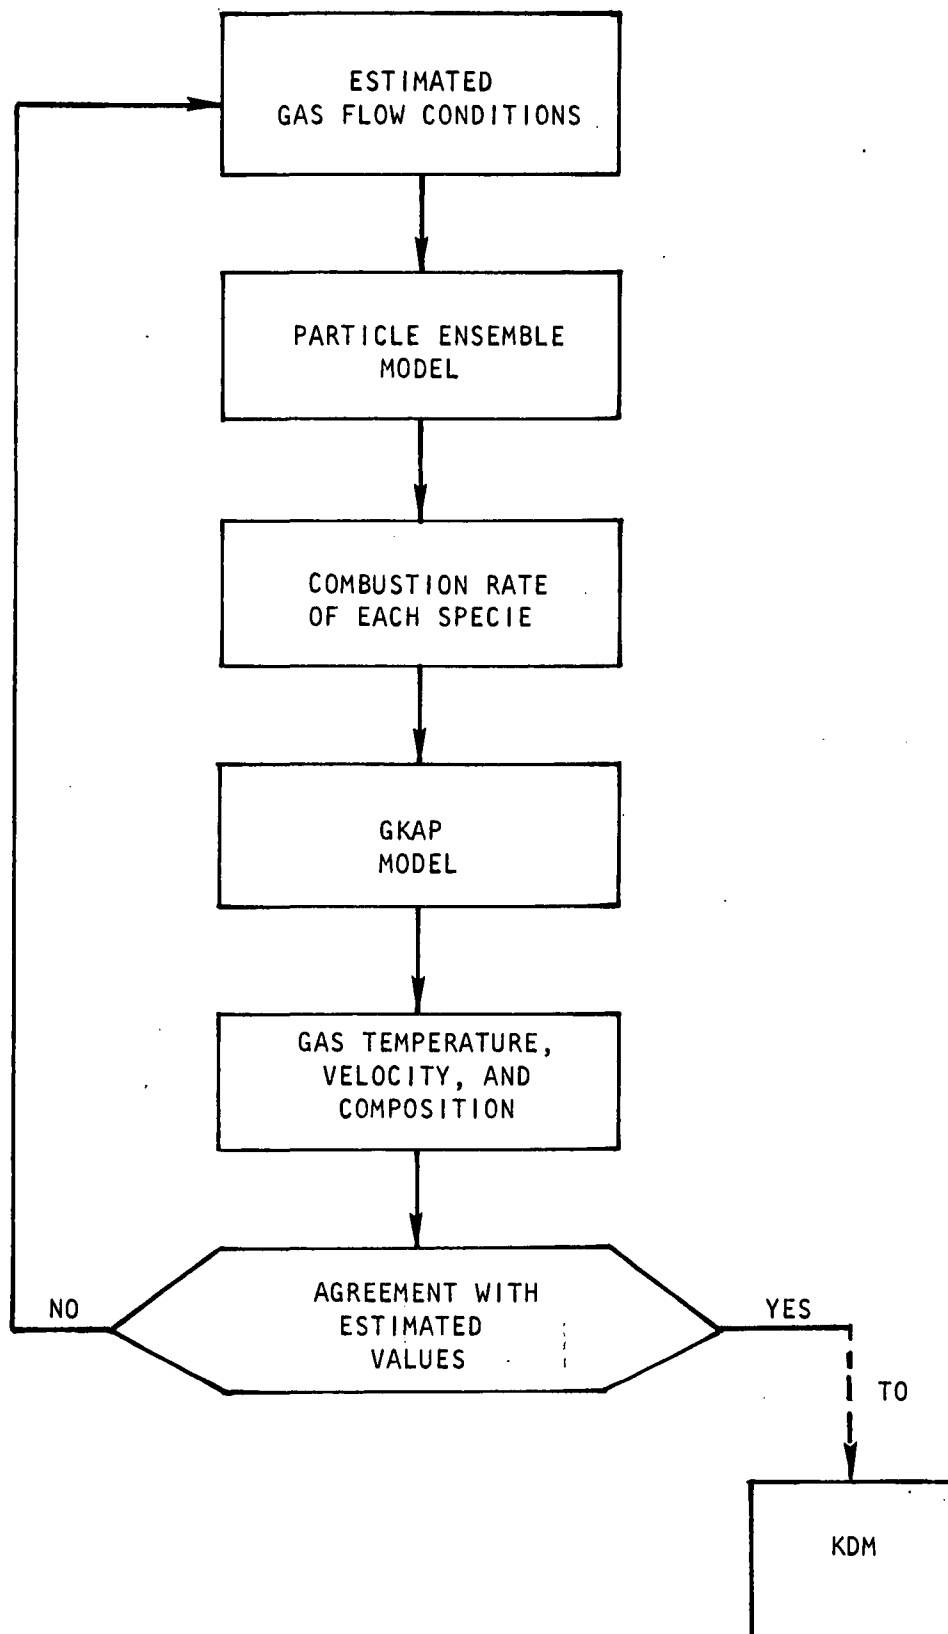 ESTIMATED
GAS FLOW CONDITIONS
PARTICLE ENSEMBLE
MODEL
COMBUSTION RATE
OF EACH SPECIE
GKAP
MODEL
GAS TEMPERATURE,
VELOCITY, AND
COMPOSITION
AGREEMENT WITH
ESTIMATED
VALUES
NO
YES
TO
KDM